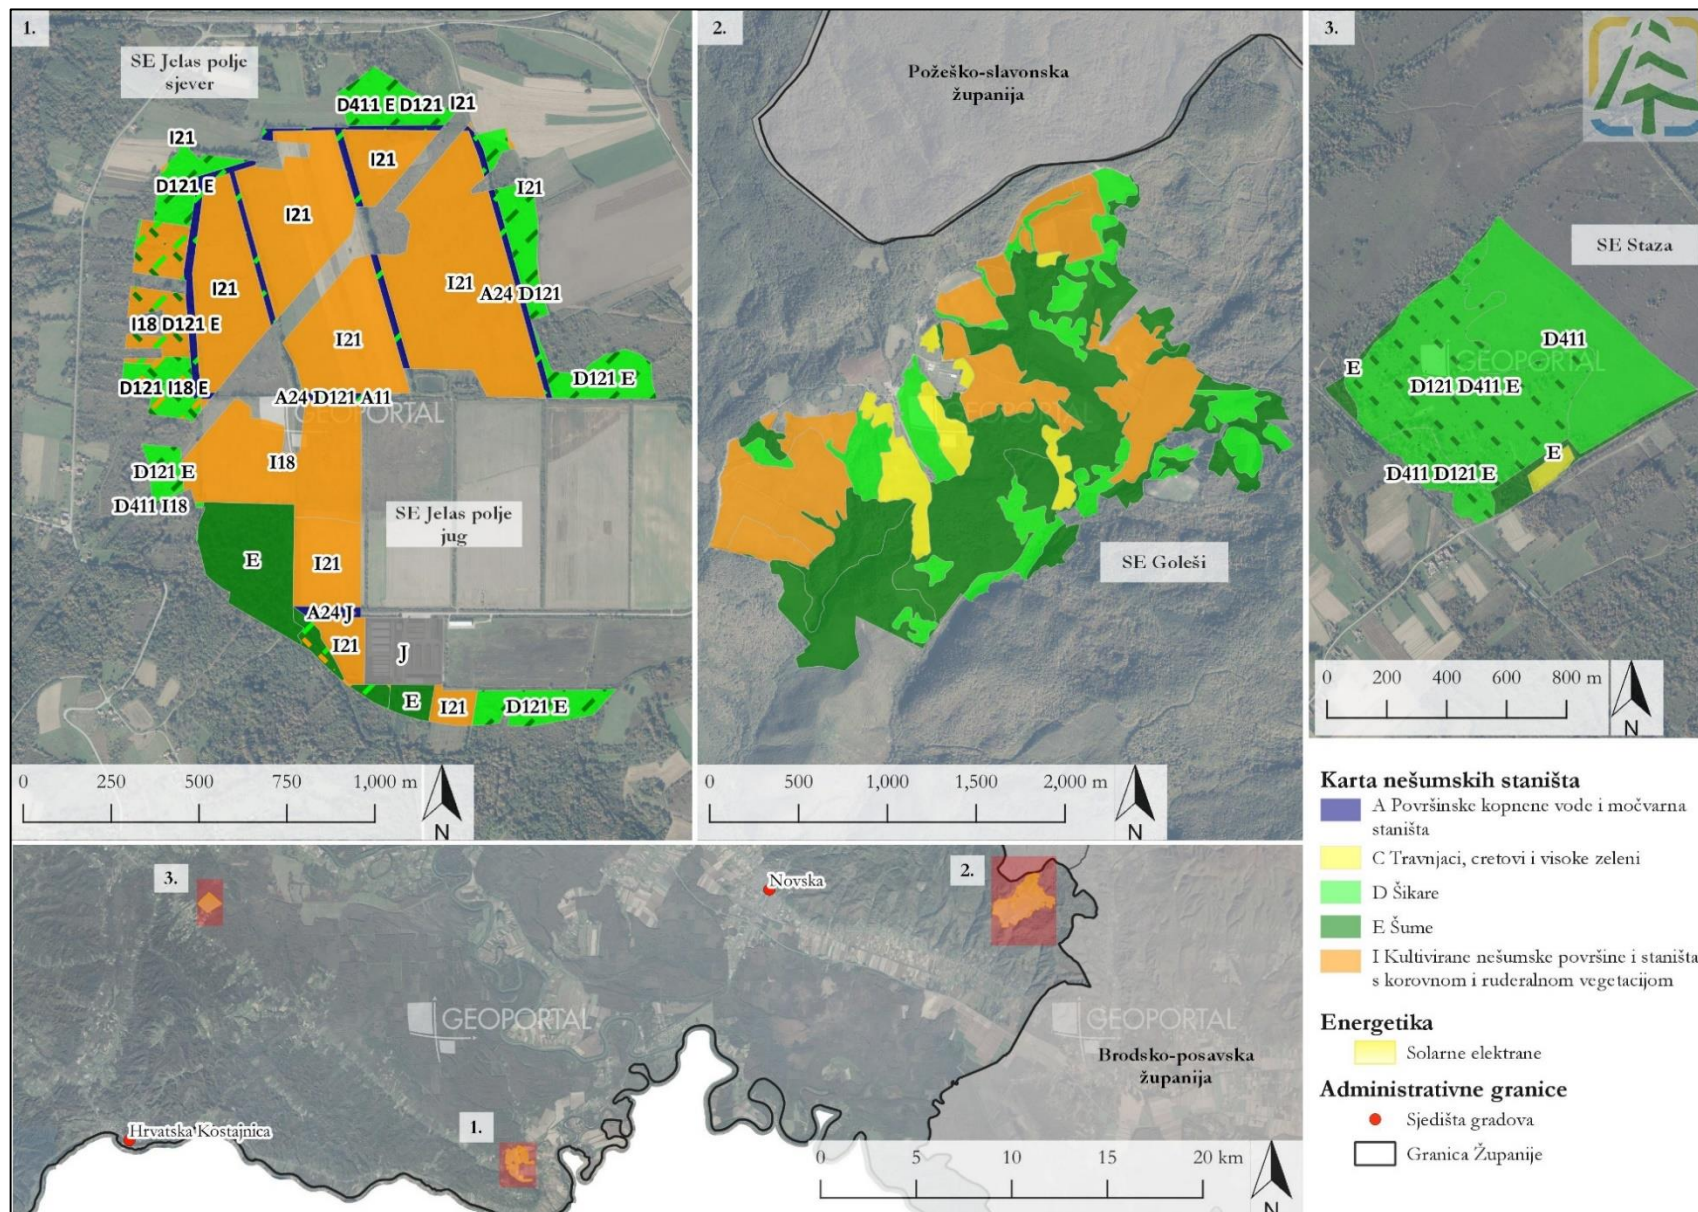 1.
SE Jelas polje
sjever
D411 E D121
I21
I21
I21
I21
D121 E
I21
I21
I21
A24 D121
I18 D121 E
I21
D121 I18 E
D121 E
A24 D121 A11
GEOPORTAL
I18
D121 E
D411 I18
SE Jelas polje
jug
E
I21
A24 J
I21
J
E
I21
D121 E
0 250 500 750 1,000 m
N
2.
Požeško-slavonska
županija
SE Goleši
0 500 1,000 1,500 2,000 m
N
3.
SE Staza
D411
GEOPORTAL
E
D121 D411 E
E
D411 D121 E
0 200 400 600 800 m
N
3.
Novska
2.
GEOPORTAL
GEOPORTAL
Brodsko-posavska
županija
Hrvatska Kostajnica
1.
0 5 10 15 20 km
N
Karta nešumskih staništa
A Površinske kopnene vode i močvarna
staništa
C Travnjaci, cretovi i visoke zeleni
D Šikare
E Šume
I Kultivirane nešumske površine i staništa
s korovnom i ruderalnom vegetacijom
Energetika
Solarne elektrane
Administrativne granice
Sjedišta gradova
Granica Županije